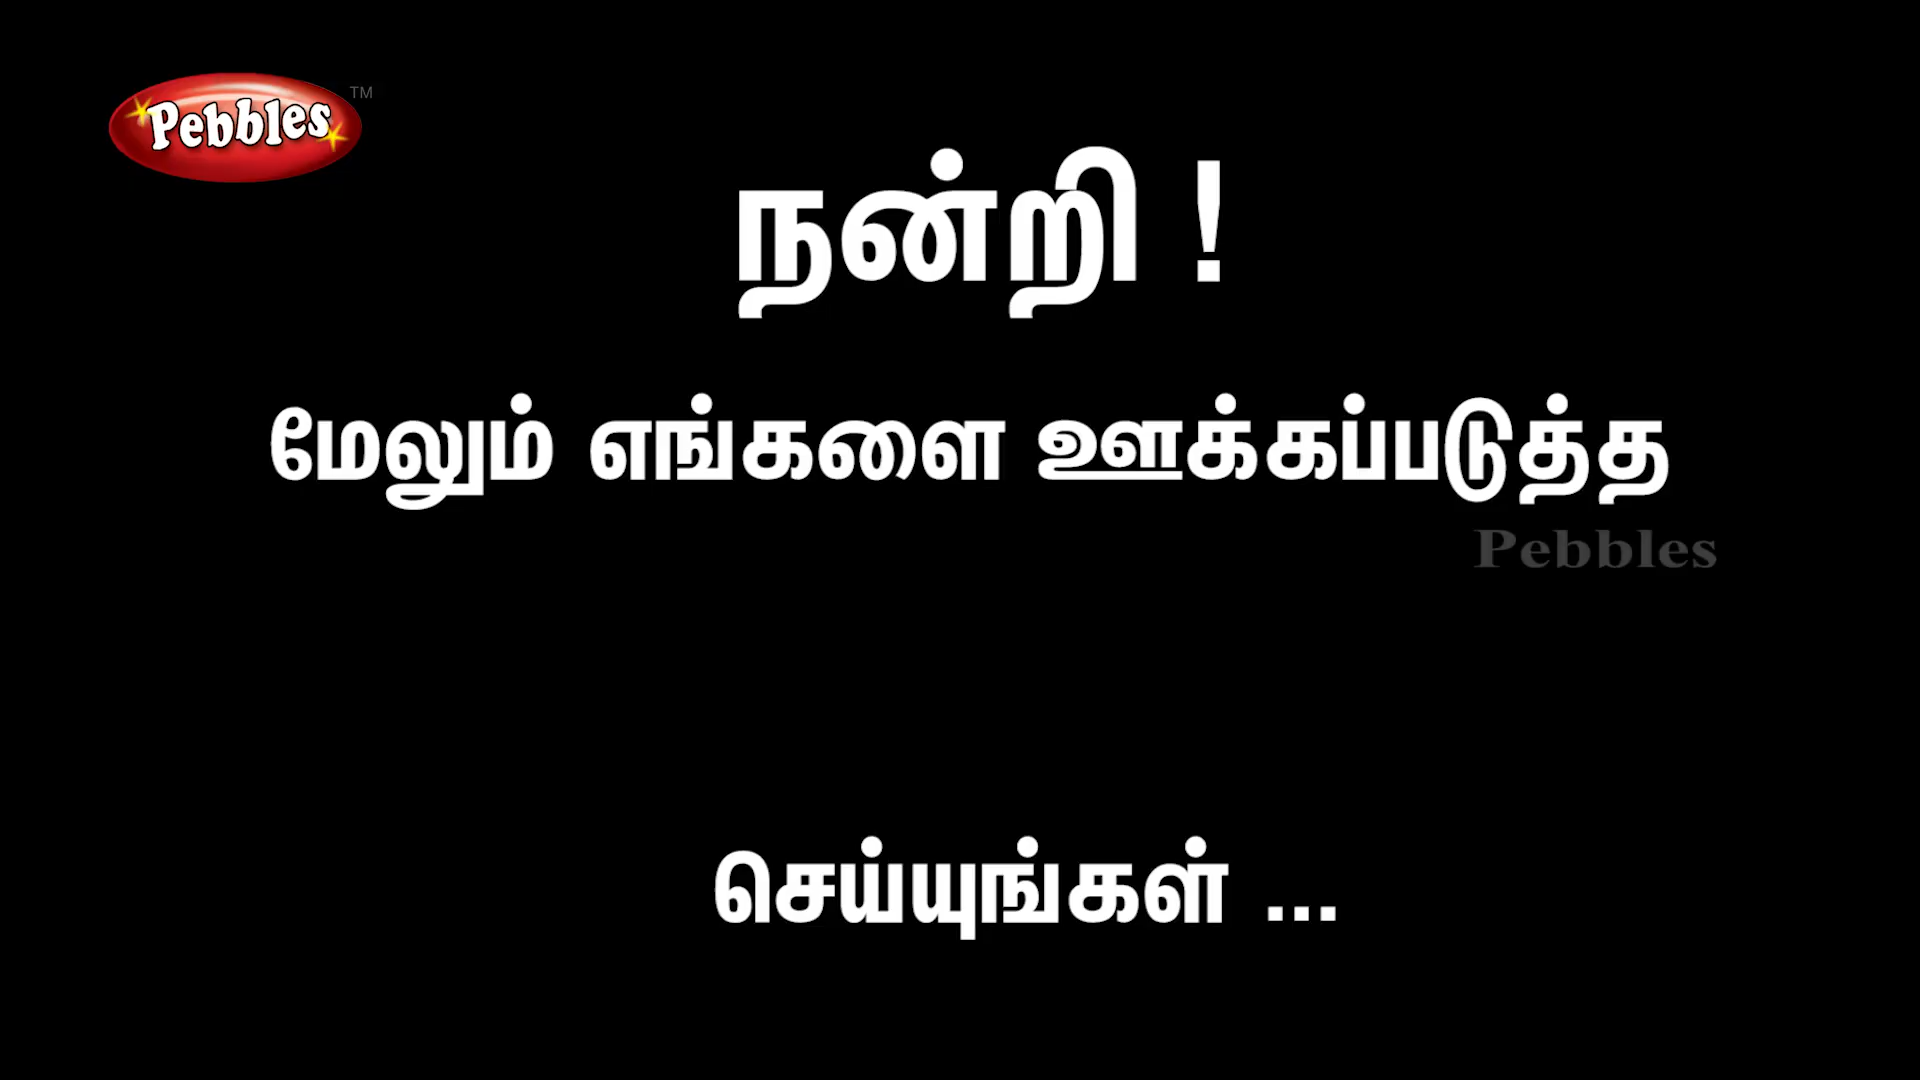 Pebbles TM
நன்றி !
மேலும் எங்களை ஊக்கப்படுத்த
Pebbles
செய்யுங்கள் ...